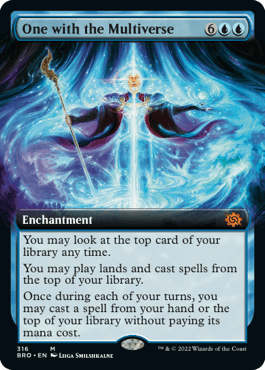 One with the Multiverse 6
Enchantment
You may look at the top card of your
library any time.
You may play lands and cast spells from
the top of your library.
Once during each of your turns, you
may cast a spell from your hand or the
top of your library without paying its
mana cost.
316 M
BRO • EN Liiga Smilshkalne
™ & © 2022 Wizards of the Coast